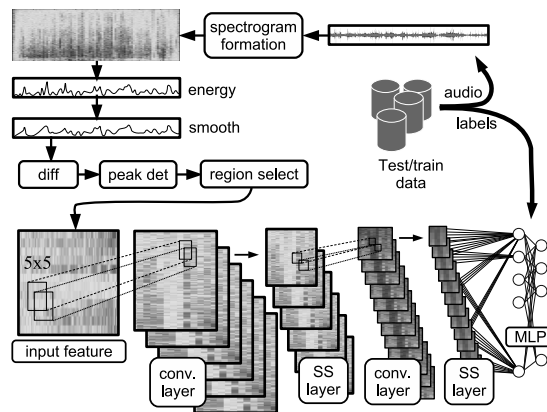 spectrogram
formation
audio
labels
energy
smooth
Test/train
data
diff
peak det
region select
5x5
input feature
conv.
layer
SS
layer
conv.
layer
SS
layer
MLP